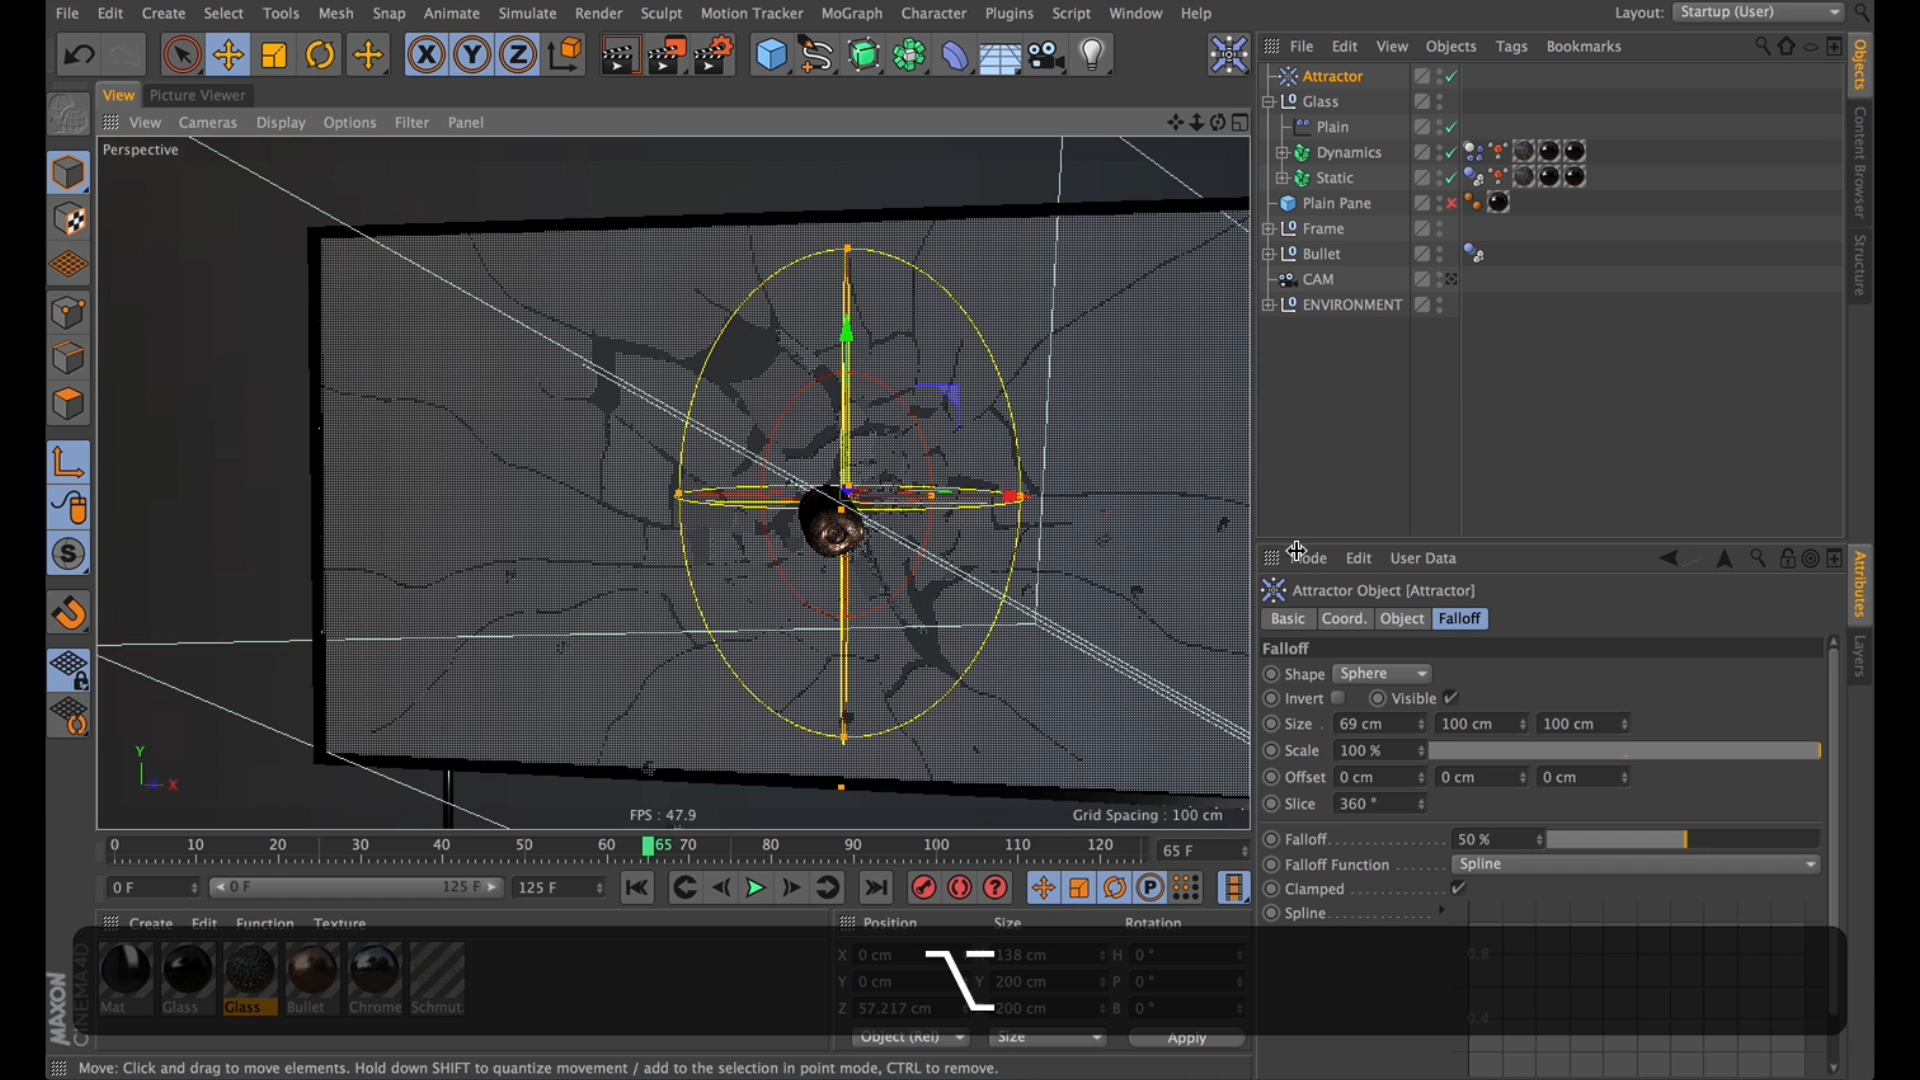 File Edit Create Select Tools Mesh Snap Animate Simulate Render Sculpt Motion Tracker MoGraph Character Plugins Script Window Help Layout: Startup (User)
File Edit View Objects Tags Bookmarks
View Picture Viewer
View Cameras Display Options Filter Panel
Perspective
Attractor
Glass
Plain
Dynamics
Static
Plain Pane
Frame
Bullet
CAM
ENVIRONMENT
Objects
Content Browser
Structure
FPS : 47.9
Grid Spacing : 100 cm
Edit User Data
Attractor Object [Attractor]
Basic Coord. Object Falloff
Falloff
Shape Sphere
Invert Visible
Size 69 cm 100 cm 100 cm
Scale 100 %
Offset 0 cm 0 cm 0 cm
Slice 360 °
Falloff 50 %
Falloff Function Spline
Clamped
Spline
0.8
0.4
Attributes
Layers
0 10 20 30 40 50 60 65 70 80 90 100 110 120 65 F
0 F 0 F 125 F 125 F
Create Edit Function Texture
Mat Glass Glass Bullet Chrome Schmut
Position Size Rotation
X 0 cm 138 cm H 0 °
Y 0 cm Y 200 cm P 0 °
Z 57.217 cm 200 cm B 0 °
Object (Rel) Size Apply
MAXON CINEMA 4D
Move: Click and drag to move elements. Hold down SHIFT to quantize movement / add to the selection in point mode, CTRL to remove.